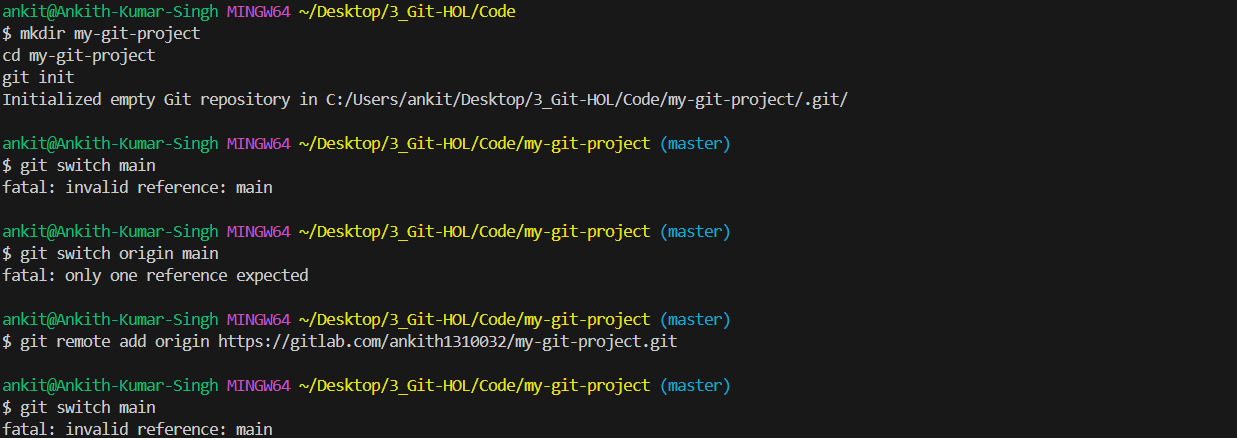 ankit@Ankith-Kumar-Singh MINGW64 ~/Desktop/3_Git-HOL/Code
$ mkdir my-git-project
cd my-git-project
git init
Initialized empty Git repository in C:/Users/ankit/Desktop/3_Git-HOL/Code/my-git-project/.git/
ankit@Ankith-Kumar-Singh MINGW64 ~/Desktop/3_Git-HOL/Code/my-git-project (master)
$ git switch main
fatal: invalid reference: main
ankit@Ankith-Kumar-Singh MINGW64 ~/Desktop/3_Git-HOL/Code/my-git-project (master)
$ git switch origin main
fatal: only one reference expected
ankit@Ankith-Kumar-Singh MINGW64 ~/Desktop/3_Git-HOL/Code/my-git-project (master)
$ git remote add origin https://gitlab.com/ankith1310032/my-git-project.git
ankit@Ankith-Kumar-Singh MINGW64 ~/Desktop/3_Git-HOL/Code/my-git-project (master)
$ git switch main
fatal: invalid reference: main